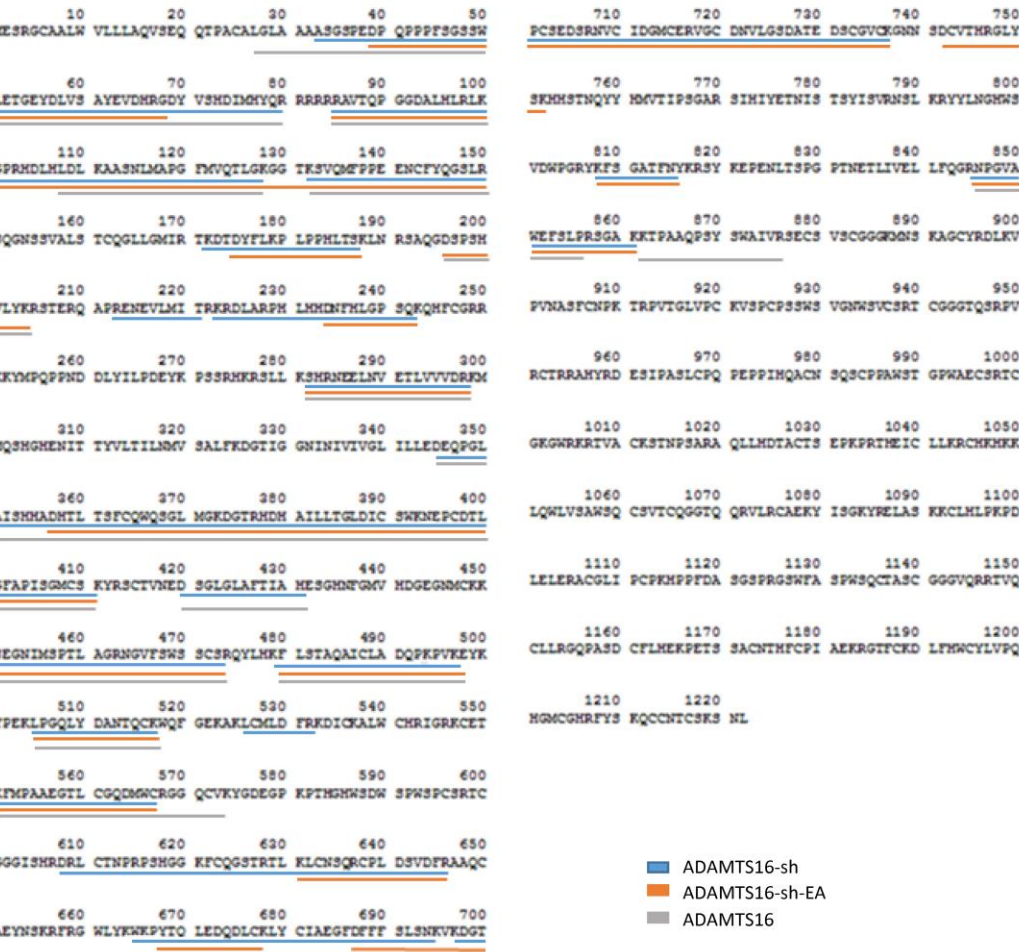 10 20 30 40 50
MESRGCAALW VLLLAQVSEQ QTPACALGLA AAASGSPEDP QPPPFSGSSW
60 70 80 90 100
LETGEYDLVS AYEVDHRGDY VSHDIMHYQR RRRRRAVTQP GGDALHLRLK
110 120 130 140 150
GPRHDLHLDL KAASNLMAPG FMVQTLGKGG TKSVQMFPPE ENCFYQGSLR
160 170 180 190 200
QGNSSVALS TCQGLLGMIR TKDTDYFLKP LPPHLTSKLN RSAQGDSPSH
210 220 230 240 250
VLYKRSTERQ APRENEVLMI TRKRDLARPH LHHDNFHLGP SQKQHFCGRR
260 270 280 290 300
KKYMPQPPND DLYILPDEYK PSSRHKRSLL KSHRNEELNV ETLVVVDRKM
310 320 330 340 350
MQSHGHENIT TYVLTILNMV SALFKDGTIG GNINIVIVGL ILLEDEQPGL
360 370 380 390 400
AISHHADHTL TSFCQWQSGL MGKDGTRHDH AILLTGLDIC SWKNEPCDTL
410 420 430 440 450
GFAPISGMCS KYRSCTVNED SGLGLAFTIA HESGHNFGMV HDGEGNMCKK
460 470 480 490 500
SEGNIMSPTL AGRNGVFSWS SCSRQYLHKF LSTAQAICLA DQPKPVKEYK
510 520 530 540 550
YPEKLPGQLY DANTQCKWQF GEKAKLCMLD FRKDICKALW CHRIGRKCET
560 570 580 590 600
KFMPAAEGTL CGQDMWCRGG QCVKYGDEGP KPTHGHWSDW SPWSPCSRTC
610 620 630 640 650
GGGISHRDRL CTNPRPSHGG KFCQGSTRTL KLCNSQRCPL DSVDFRAAQC
660 670 680 690 700
AEYNSKRFRG WLYKWKPYTQ LEDQDLCKLY CIAEGFDFFF SLSNKVKDGT
710 720 730 740 750
PCSEDSRNVC IDGMCERVGC DNVLGSDATE DSCGVCKGNN SDCVTHRGLY
760 770 780 790 800
SKHHSTNQYY HMVTIPSGAR SIHIYETNIS TSYISVRNSL KRYYLNGHWS
810 820 830 840 850
VDWPGRYKFS GATFNYKRSY KEPENLTSPG PTNETLIVEL LFQGRNPGVA
860 870 880 890 900
WEFSLPRSGA KKTPAAQPSY SWAIVRSECS VSCGGGKMNS KAGCYRDLKV
910 920 930 940 950
PVNASFCNPK TRPVTGLVPC KVSPCPSSWS VGNWSVCSRT CGGGTQSRPV
960 970 980 990 1000
RCTRRAHYRD ESIPASLCPQ PEPPIHQACN SQSCPPAWST GPWAECSRTC
1010 1020 1030 1040 1050
GKGWRKRTVA CKSTNPSARA QLLHDTACTS EPKPRTHEIC LLKRCHKHKK
1060 1070 1080 1090 1100
LQWLVSAWSQ CSVTCQGGTQ QRVLRCAEKY ISGKYRELAS KKCLHLPKPD
1110 1120 1130 1140 1150
LELERACGLI PCPKHPPFDA SGSPRGSWFA SPWSQCTASC GGGVQRRTVQ
1160 1170 1180 1190 1200
CLLRGQPASD CFLHEKPETS SACNTHFCPI AEKRGTFCKD LFHWCYLVPQ
1210 1220
HGMCGHRFYS KQCCNTCSKS NL
ADAMTS16-sh
ADAMTS16-sh-EA
ADAMTS16